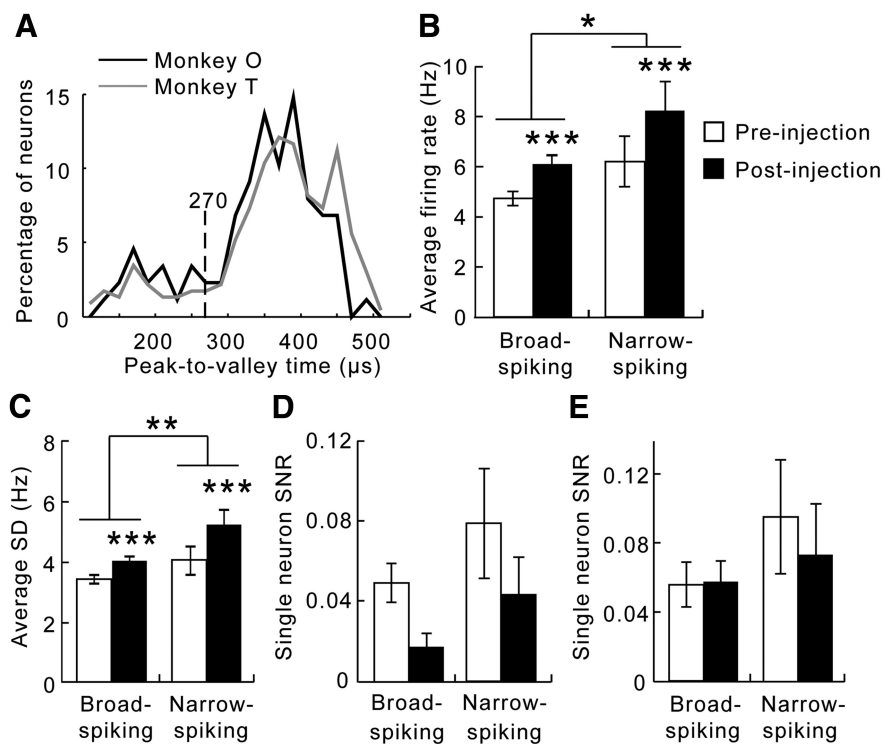 A
Monkey O
Monkey T
Percentage of neurons
15
10
5
0
270
200
300
400
500
Peak-to-valley time (μs)
B
*
***
***
Average firing rate (Hz)
10
8
6
4
2
0
Broad-
spiking
Narrow-
spiking
Pre-injection
Post-injection
C
**
***
***
Average SD (Hz)
8
6
4
2
0
Broad-
spiking
Narrow-
spiking
D
Single neuron SNR
0.12
0.08
0.04
0
Broad-
spiking
Narrow-
spiking
E
Single neuron SNR
0.12
0.08
0.04
0
Broad-
spiking
Narrow-
spiking